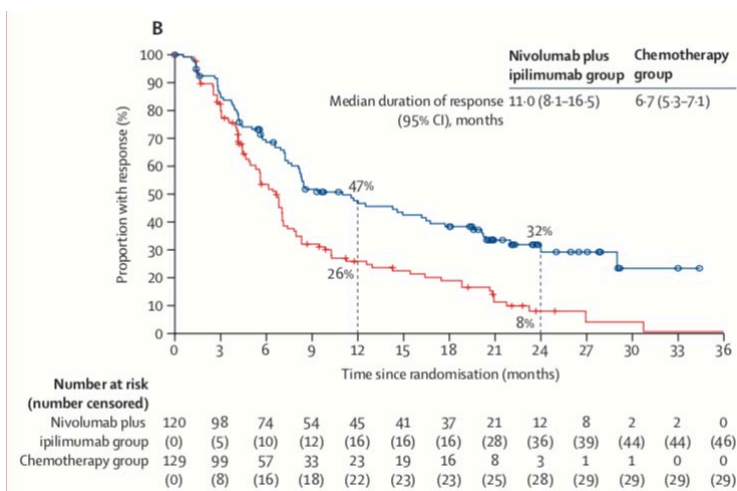 B
Nivolumab plus Chemotherapy
ipilimumab group group
Median duration of response 11·0 (8·1–16·5) 6·7 (5·3–7·1)
(95% CI), months
Proportion with response (%)
100
90
80
70
60
50
40
30
20
10
0
47%
26%
32%
8%
0 3 6 9 12 15 18 21 24 27 30 33 36
Time since randomisation (months)
Number at risk
(number censored)
Nivolumab plus 120 98 74 54 45 41 37 21 12 8 2 2 0
ipilimumab group (0) (5) (10) (12) (16) (16) (16) (28) (36) (39) (44) (44) (46)
Chemotherapy group 129 99 57 33 23 19 16 8 3 1 1 0 0
(0) (8) (16) (18) (22) (23) (23) (25) (28) (29) (29) (29) (29)